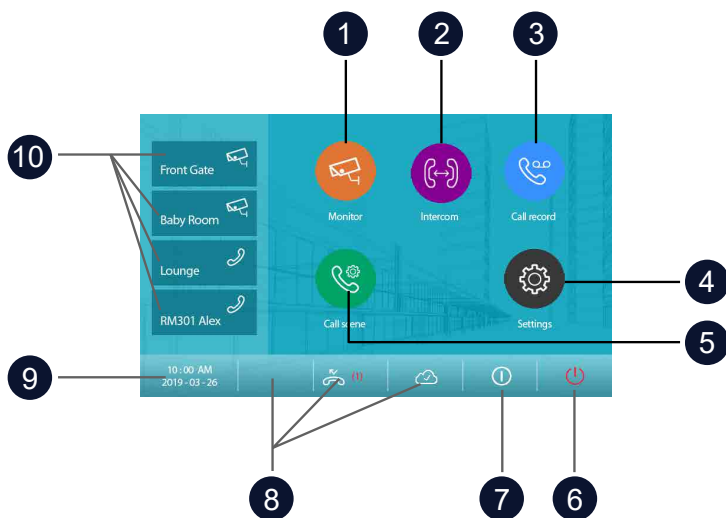 1
2
3
10
Front Gate
Baby Room
Lounge
RM301 Alex
Monitor
Intercom
Call record
Call scene
Settings
4
5
9
10:00 AM
2019-03-26
(1)
8
7
6